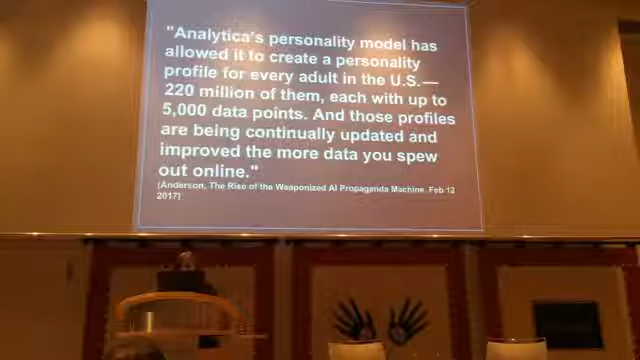 "Analytica's personality model has
allowed it to create a personality
profile for every adult in the U.S.—
220 million of them, each with up to
5,000 data points. And those profiles
are being continually updated and
improved the more data you spew
out online."
(Anderson, The Rise of the Weaponized AI Propaganda Machine. Feb 12
2017)